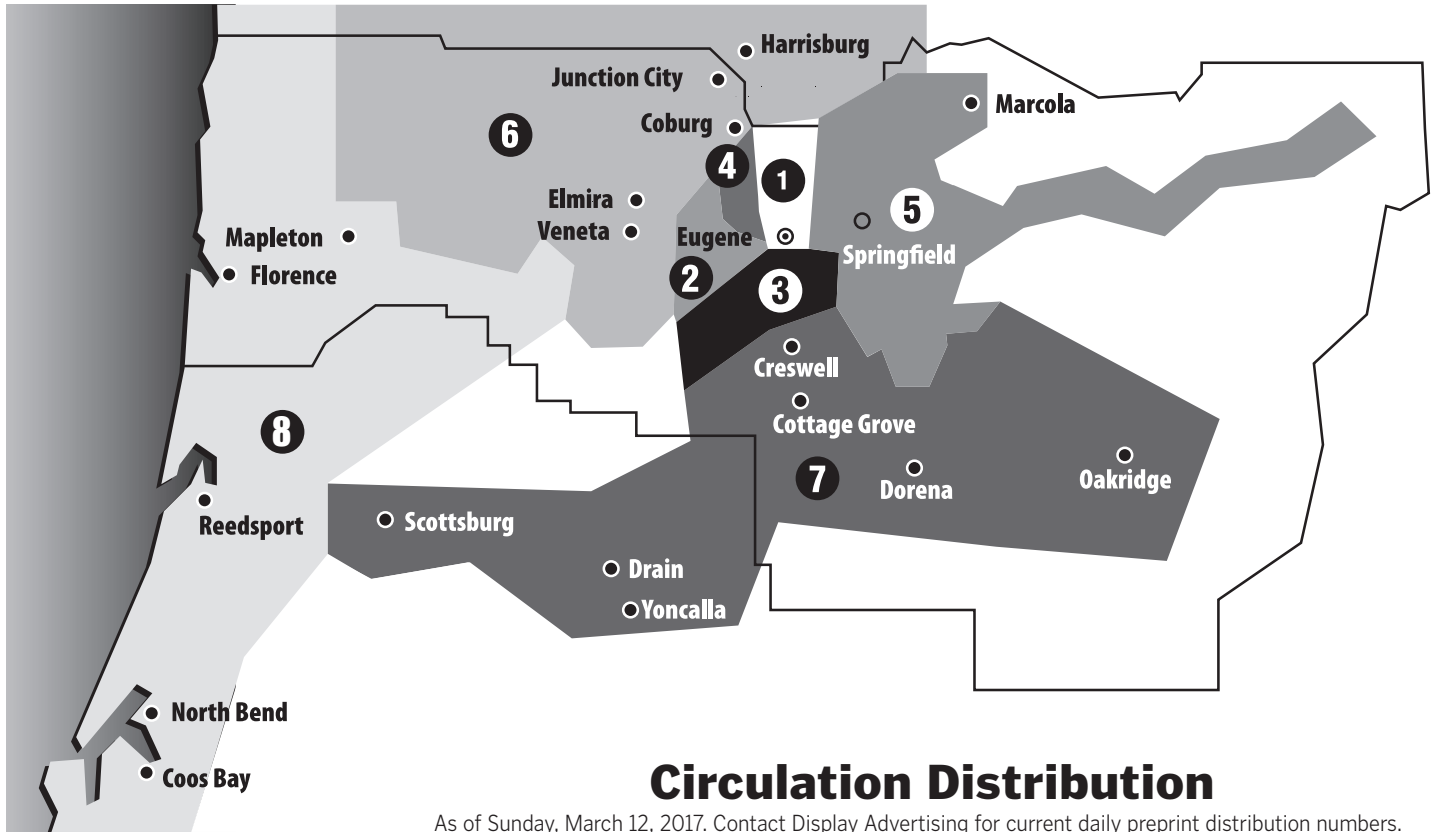 Harrisburg
Junction City
Marcola
Coburg
6
4
1
Elmira
5
Veneta
Eugene
Mapleton
Springfield
Florence
2
3
Creswell
Cottage Grove
8
7
Dorena
Oakridge
Reedsport
Scottsburg
Drain
Yoncalla
North Bend
Coos Bay
Circulation Distribution
As of Sunday, March 12, 2017. Contact Display Advertising for current daily preprint distribution numbers.